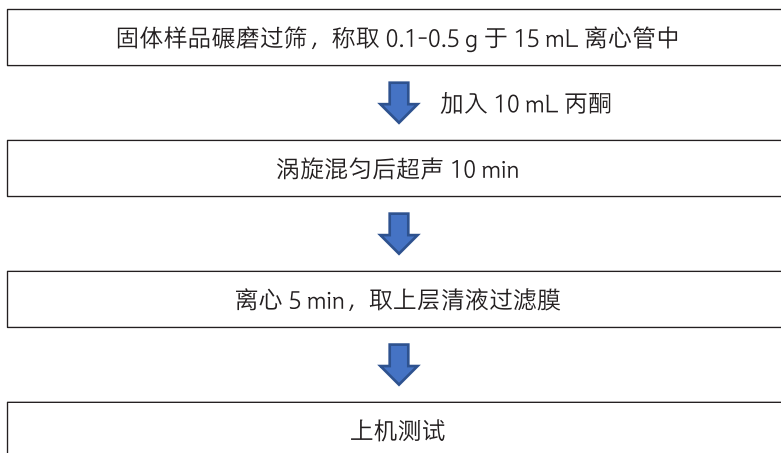 固体样品碾磨过筛，称取 0.1-0.5 g 于 15 mL 离心管中
加入 10 mL 丙酮
涡旋混匀后超声 10 min
离心 5 min，取上层清液过滤膜
上机测试